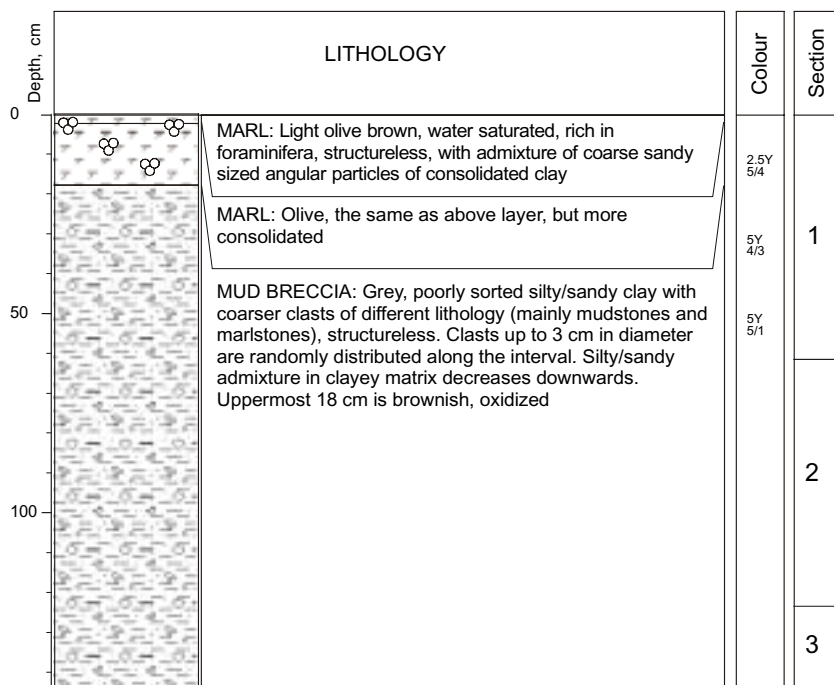 Depth, cm
LITHOLOGY
Colour
Section
0
MARL: Light olive brown, water saturated, rich in
foraminifera, structureless, with admixture of coarse sandy
sized angular particles of consolidated clay
2.5Y
5/4
MARL: Olive, the same as above layer, but more
consolidated
5Y
4/3
1
MUD BRECCIA: Grey, poorly sorted silty/sandy clay with
coarser clasts of different lithology (mainly mudstones and
marlstones), structureless. Clasts up to 3 cm in diameter
are randomly distributed along the interval. Silty/sandy
admixture in clayey matrix decreases downwards.
Uppermost 18 cm is brownish, oxidized
50
5Y
5/1
2
100
3